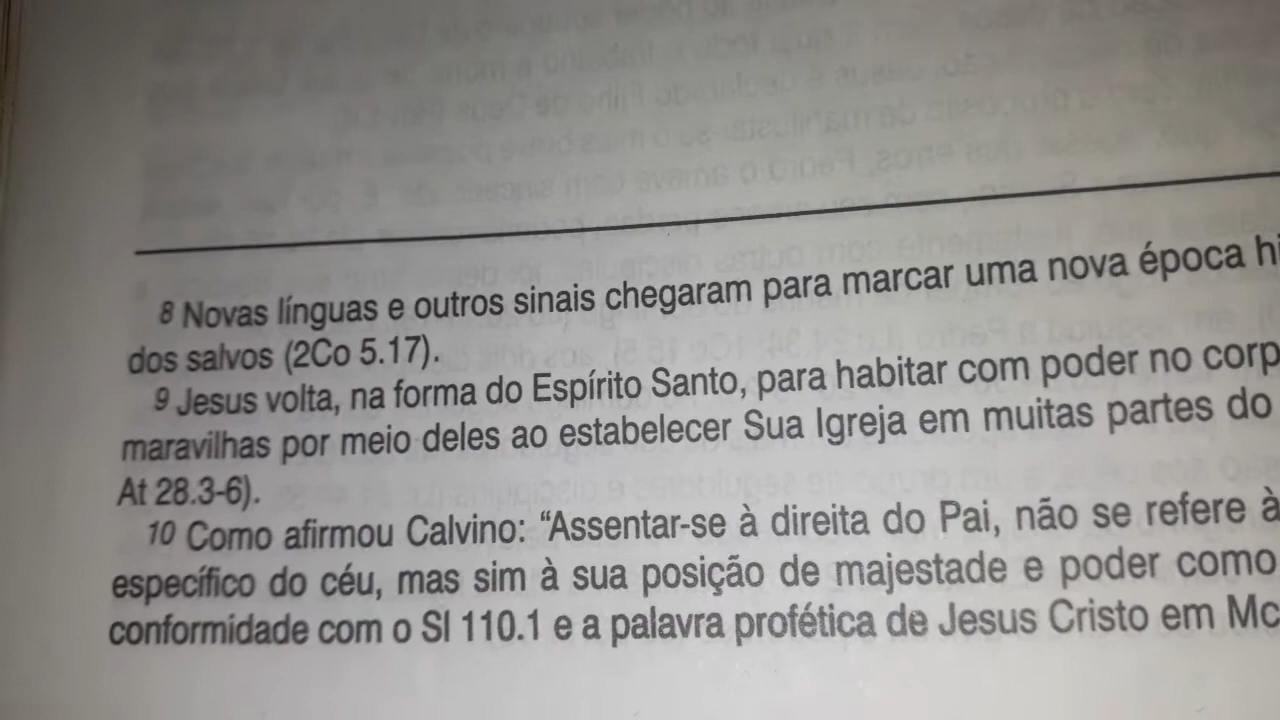 8 Novas línguas e outros sinais chegaram para marcar uma nova época
dos salvos (2Co 5.17).
9 Jesus volta, na forma do Espírito Santo, para habitar com poder no
maravilhas por meio deles ao estabelecer Sua Igreja em muitas partes do
At 28.3-6).
10 Como afirmou Calvino: “Assentar-se à direita do Pai, não se refere à
específico do céu, mas sim à sua posição de majestade e poder como
conformidade com o Sl 110.1 e a palavra profética de Jesus Cristo em Mc